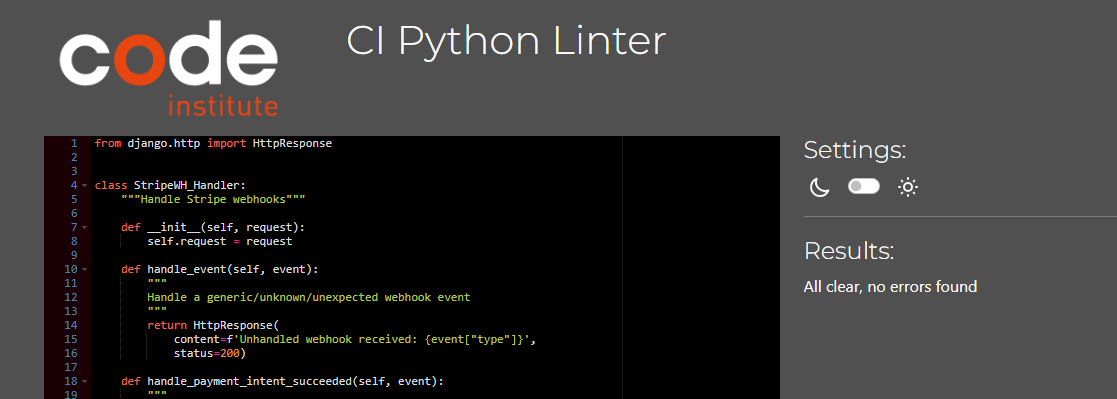 code
institute
CI Python Linter
1 from django.http import HttpResponse
2
3
4 class StripeWH_Handler:
5     """Handle Stripe webhooks"""
6
7     def __init__(self, request):
8         self.request = request
9
10     def handle_event(self, event):
11         """
12         Handle a generic/unknown/unexpected webhook event
13         """
14         return HttpResponse(
15             content=f'Unhandled webhook received: {event["type"]}',
16             status=200)
17
18     def handle_payment_intent_succeeded(self, event):
19         """
Settings:
Results:
All clear, no errors found